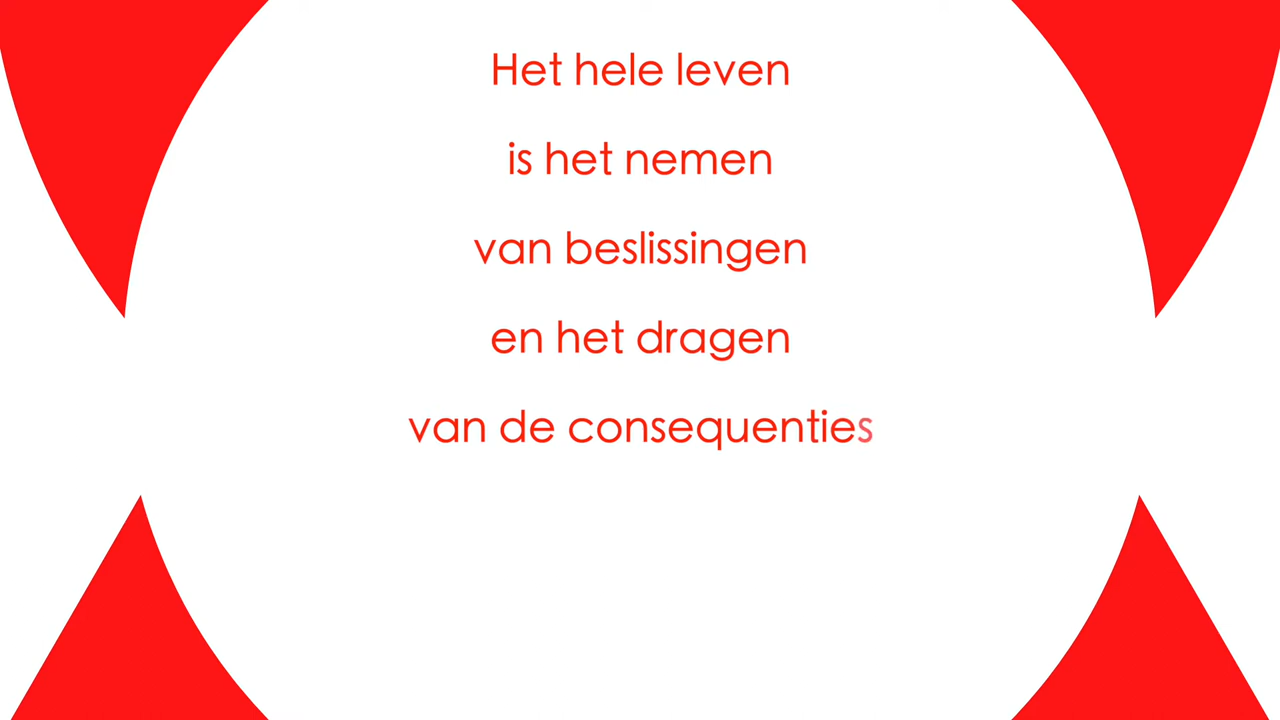 Het hele leven
is het nemen
van beslissingen
en het dragen
van de consequenties